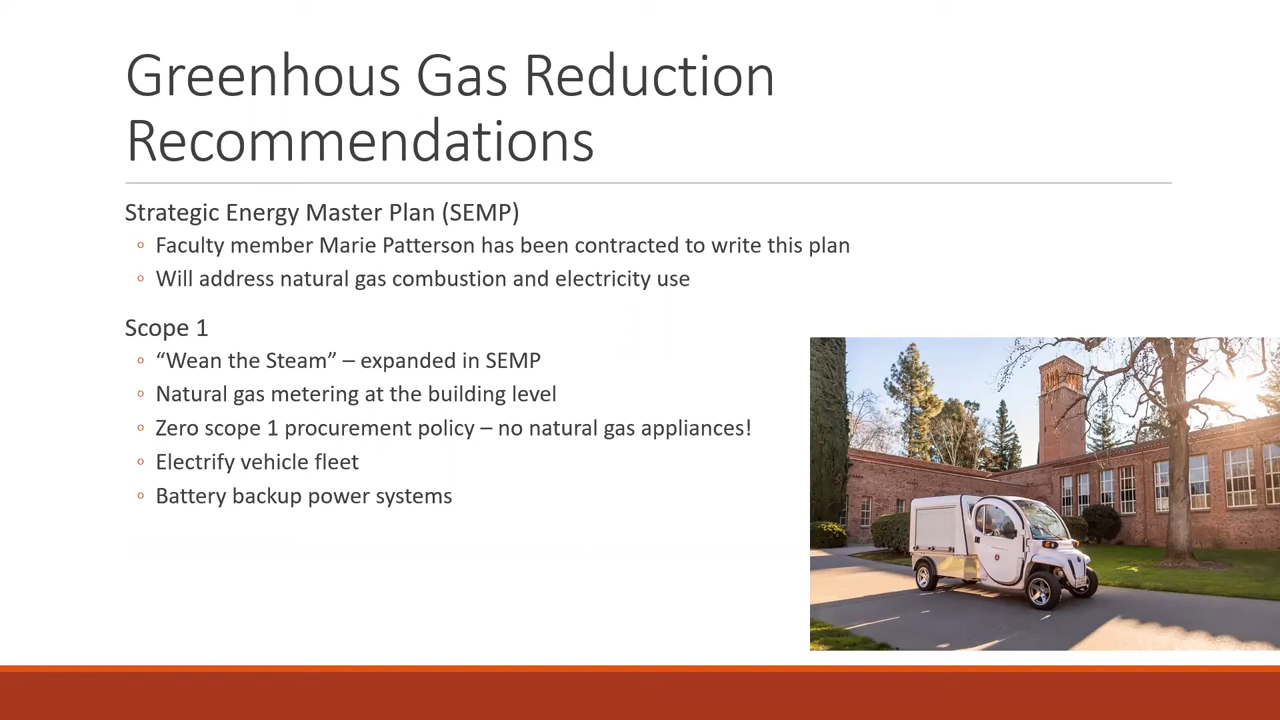 Greenhous Gas Reduction
Recommendations
Strategic Energy Master Plan (SEMP)
◦ Faculty member Marie Patterson has been contracted to write this plan
◦ Will address natural gas combustion and electricity use
Scope 1
◦ “Wean the Steam” – expanded in SEMP
◦ Natural gas metering at the building level
◦ Zero scope 1 procurement policy – no natural gas appliances!
◦ Electrify vehicle fleet
◦ Battery backup power systems